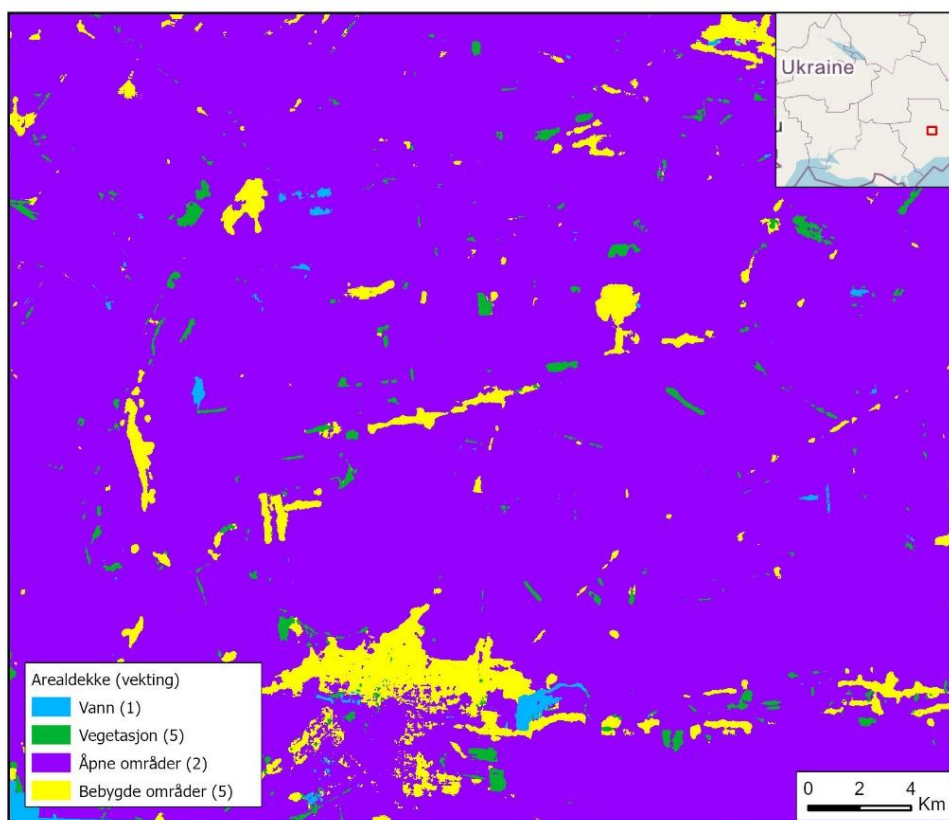 Ukraine
Arealdekke (vekting)
Vann (1)
Vegetasjon (5)
Åpne områder (2)
Bebygde områder (5)
0 2 4
Km